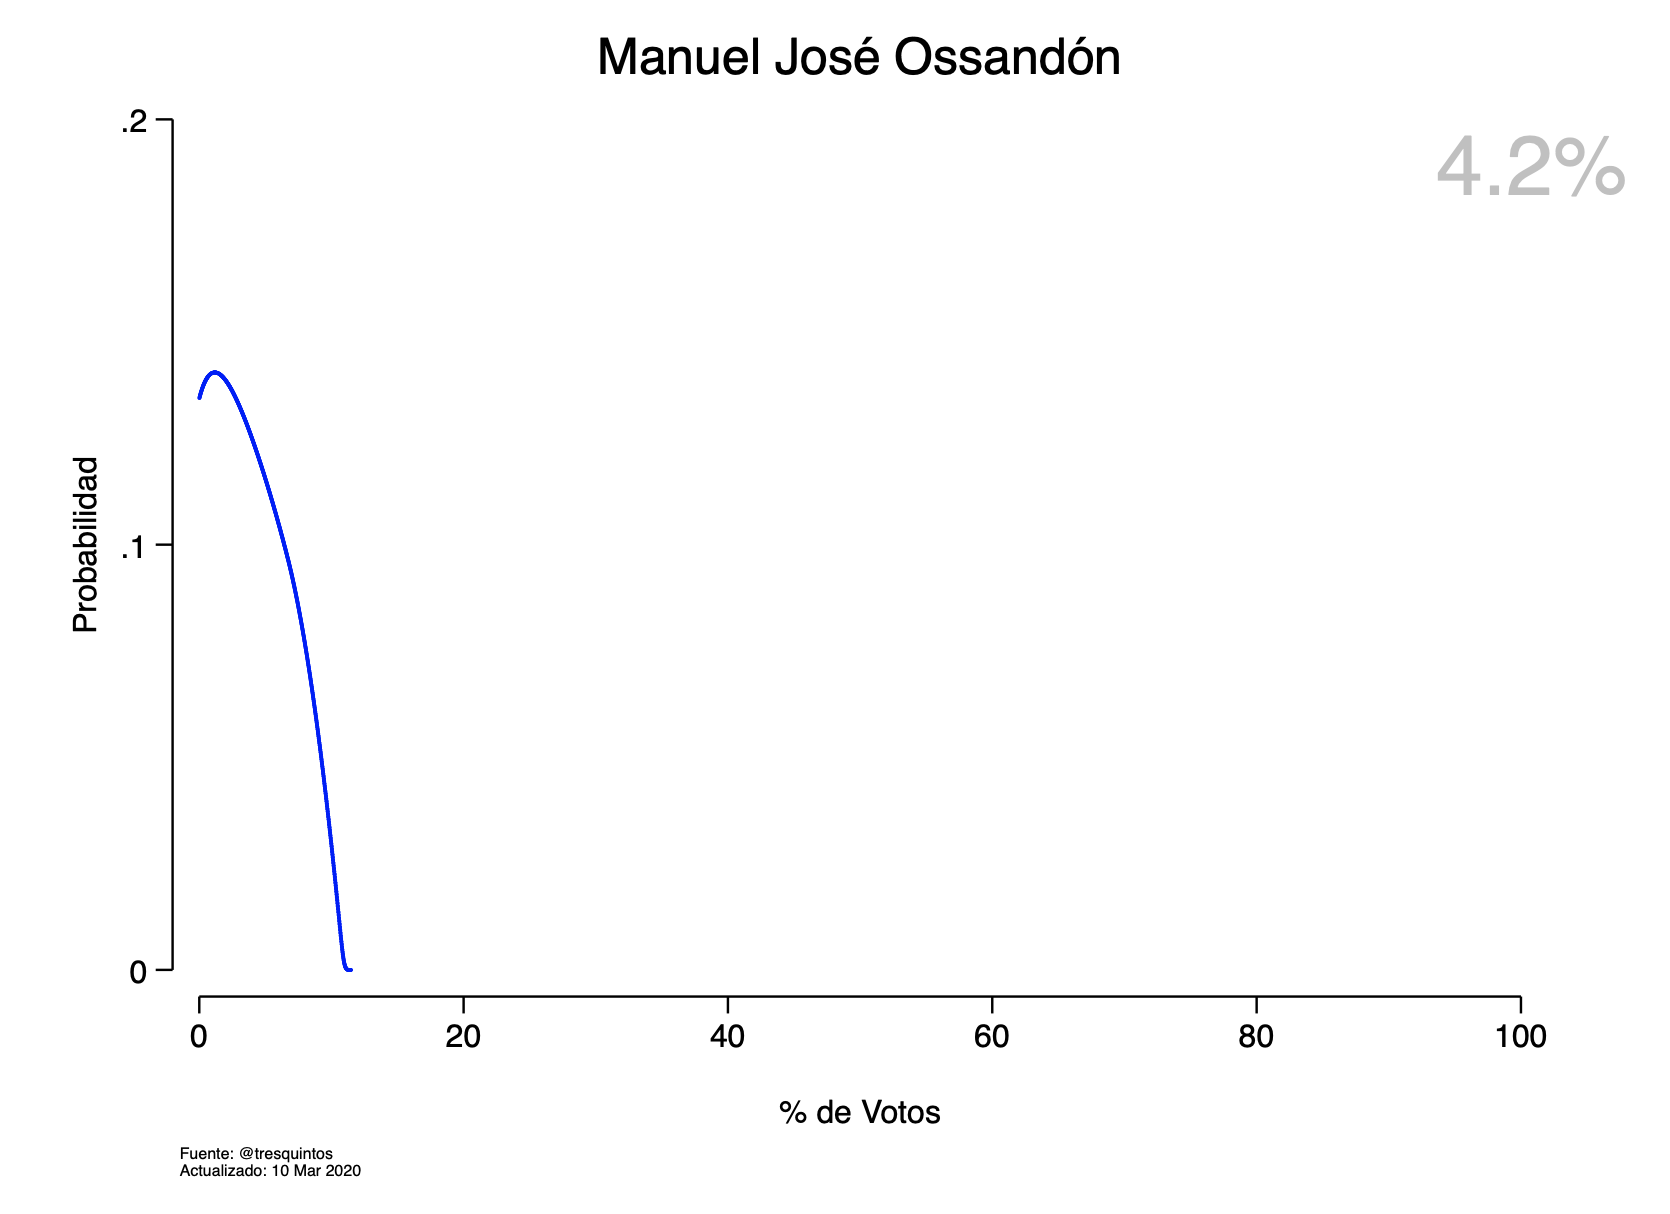 Manuel José Ossandón
4.2%
.2
.1
0
Probabilidad
0 20 40 60 80 100
% de Votos
Fuente: @tresquintos
Actualizado: 10 Mar 2020